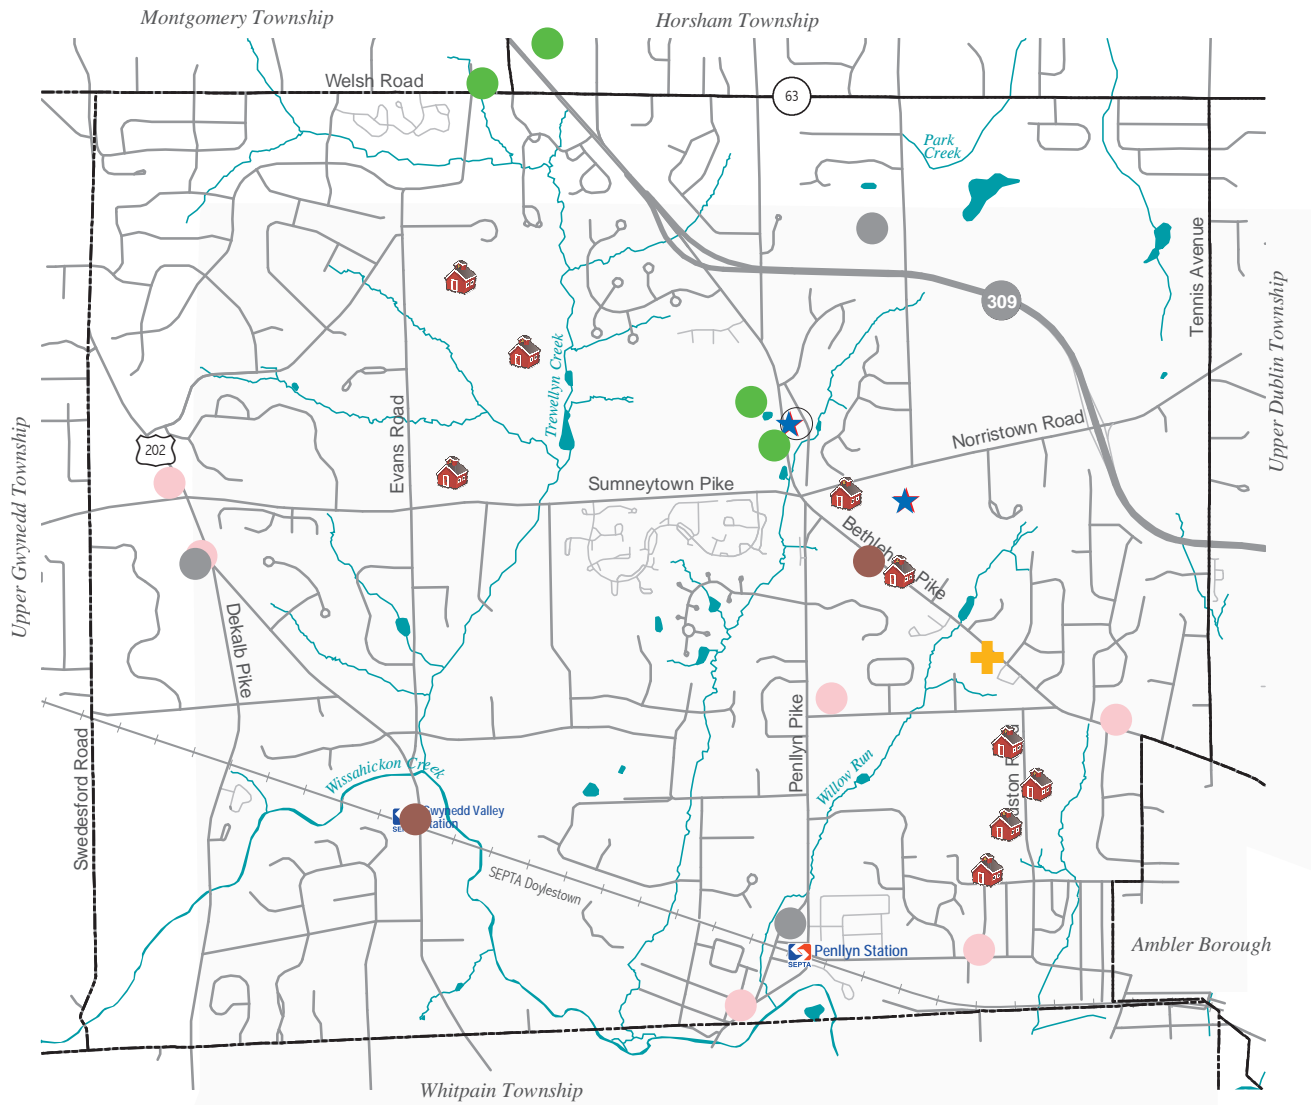 Montgomery Township
Horsham Township
Welsh Road
63
Park
Creek
Tennis Avenue
309
Upper Dublin Township
Trewellyn Creek
Evans Road
Norristown Road
202
Upper Gwynedd Township
Sumneytown Pike
Pike
Dekalb Pike
Penllyn Pike
Swedesford Road
Wissahickon Creek
Willow Run
Gwynedd Valley
Station
SEPTA Doylestown
Penllyn Station
SEPTA
Ambler Borough
Whitpain Township